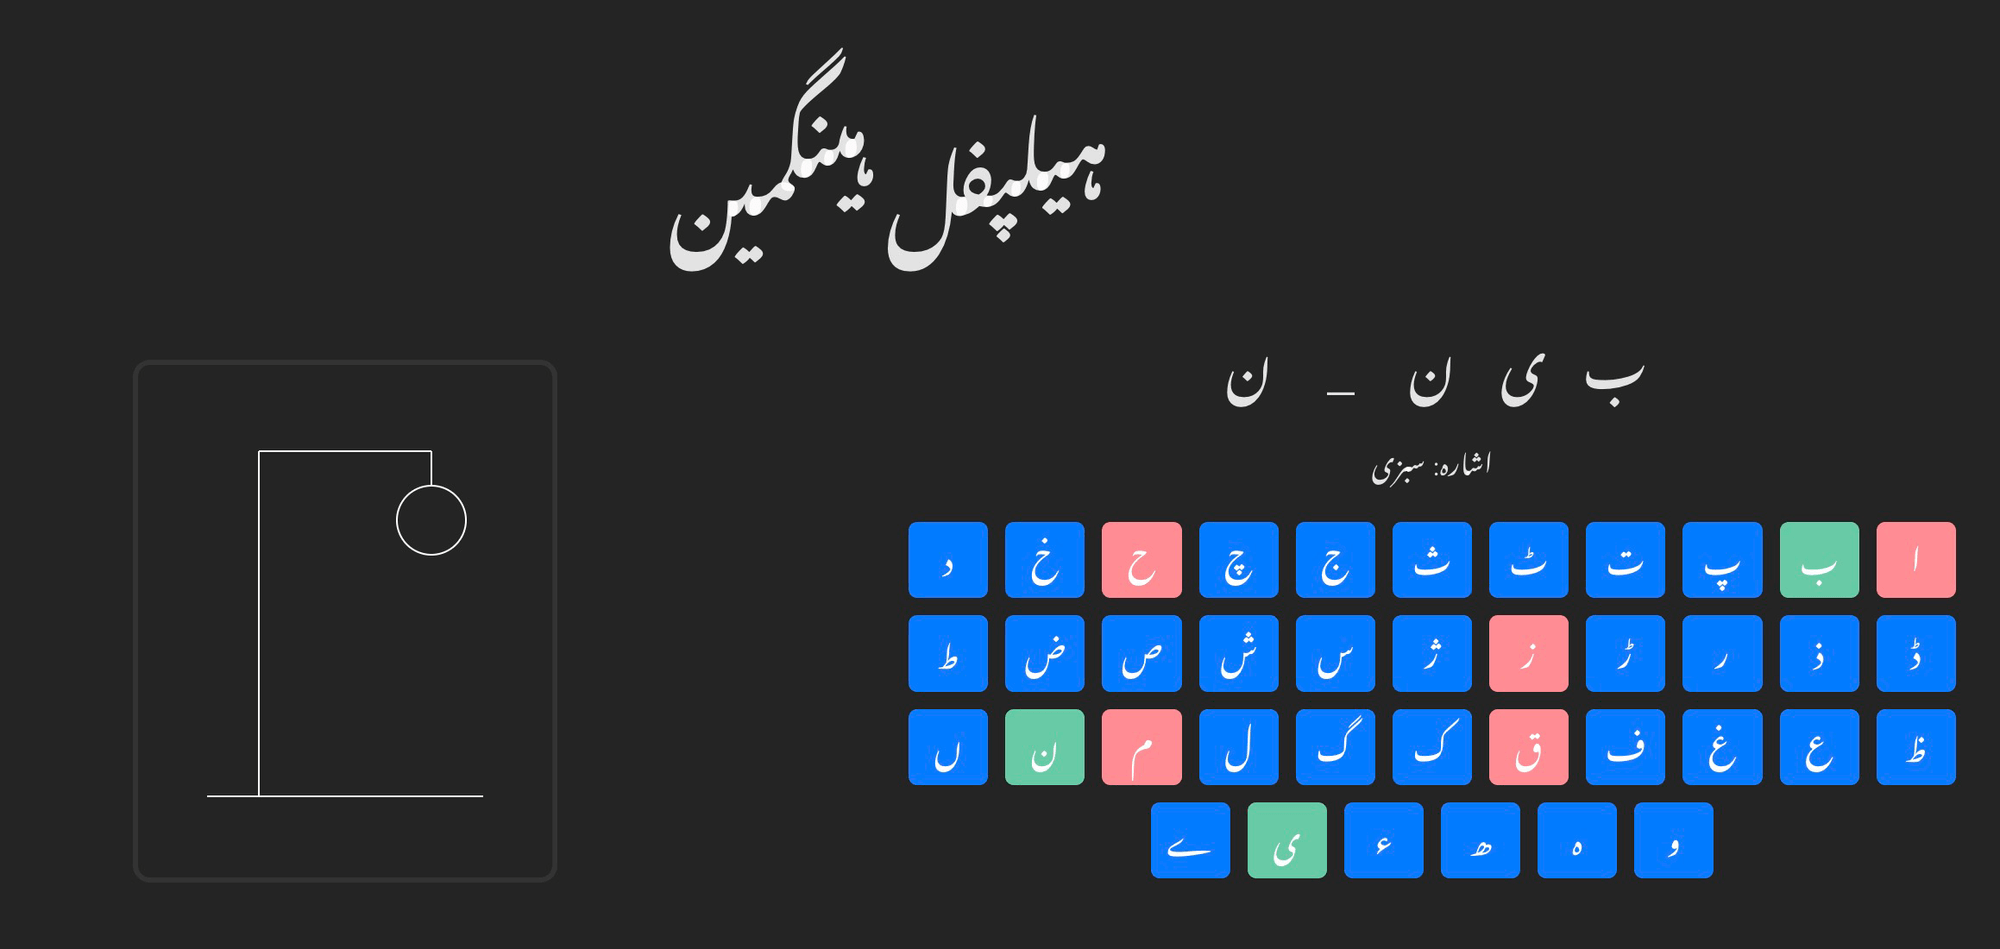 ہیلپفل ہینگمین
ب ی ن _ ن
اشارہ: سبزی
ا ب پ ت ٹ ث ج چ ح خ د
ڈ ذ ر ڑ ز ژ س ش ص ض ط
ظ ع غ ف ق ک گ ل م ن ں
و ہ ھ ء ی ے